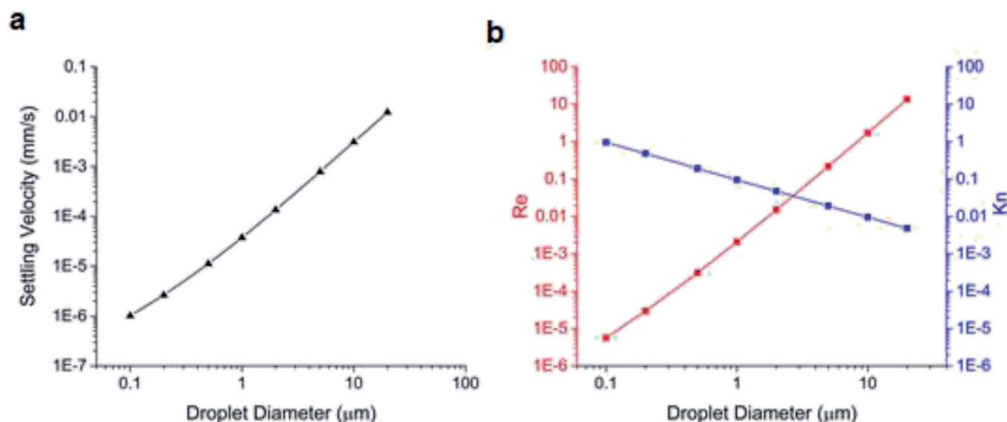 a
b
0.1
0.01
1E-3
1E-4
1E-5
1E-6
1E-7
Settling Velocity (mm/s)
0.1
1
10
100
Droplet Diameter (μm)
100
10
1
0.1
0.01
1E-3
1E-4
1E-5
1E-6
Re
0.1
1
10
Droplet Diameter (μm)
100
10
1
0.1
0.01
1E-3
1E-4
1E-5
1E-6
Kn